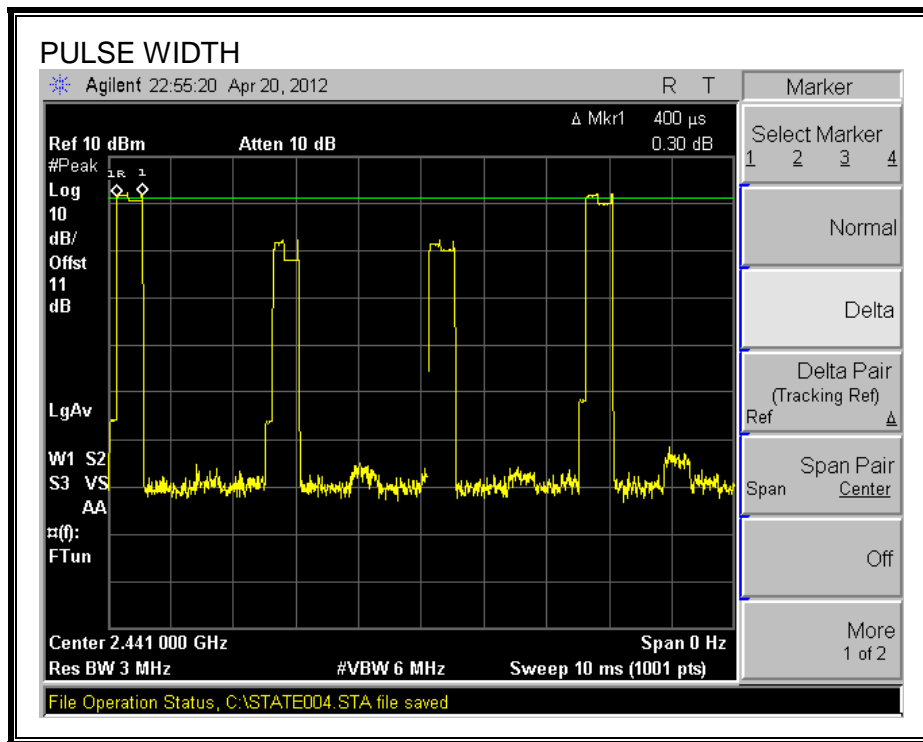 PULSE WIDTH
Agilent 22:55:20 Apr 20, 2012 R T
Δ Mkr1 400 μs
Ref 10 dBm Atten 10 dB 0.30 dB
#Peak
Log
10
dB/
Offst
11
dB
LgAv
W1 S2
S3 VS
AA
¤(f):
FTun
1R 1
Center 2.441 000 GHz Span 0 Hz
Res BW 3 MHz #VBW 6 MHz Sweep 10 ms (1001 pts)
File Operation Status, C:\STATE004.STA file saved
Marker
Select Marker
1 2 3 4
Normal
Delta
Delta Pair
(Tracking Ref)
Ref Δ
Span Pair
Span Center
Off
More
1 of 2